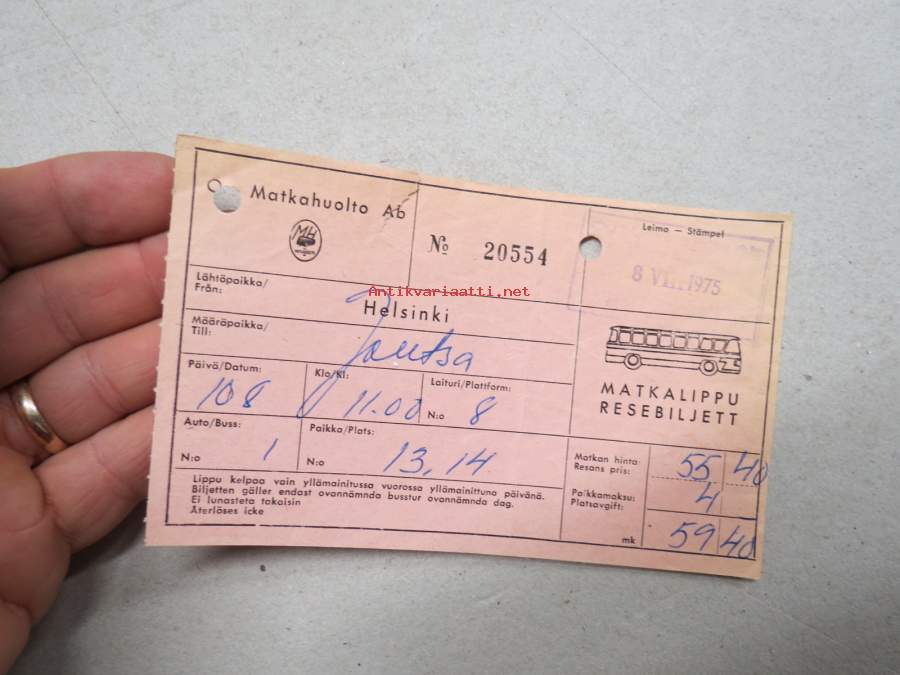 Matkahuolto Ab
MH
№ 20554
Leima — Stämpel
8 VII. 1975
Antikvariaatti.net
Lähtöpaikka/
Från:
Helsinki
Määräpaikka/
Till:
Joutsa
MATKALIPPU
RESEBILJETT
Päivä/Datum:
10 8
Klo/Kl:
11.00
Laituri/Plattform:
N:o 8
Auto/Buss:
N:o 1
Paikka/Plats:
N:o 13, 14
Matkan hinta:
Resans pris:
55 40
Paikkamaksu:
Platsavgift:
4
mk 59 40
Lippu kelpaa vain yllämainitussa vuorossa yllämainittuna päivänä.
Biljetten gäller endast ovannämnda busstur ovannämnda dag.
Ei lunasteta takaisin
Återlöses icke